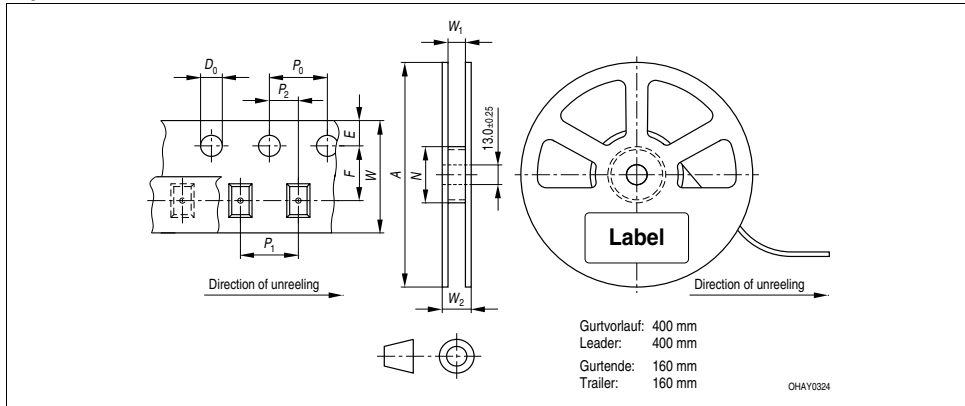 W1
D0
P0
P2
E
F
W
A
N
13.0±0.25
Label
P1
Direction of unreeling
W2
Direction of unreeling
Gurtvorlauf: 400 mm
Leader: 400 mm
Gurtende: 160 mm
Trailer: 160 mm
OHAY0324